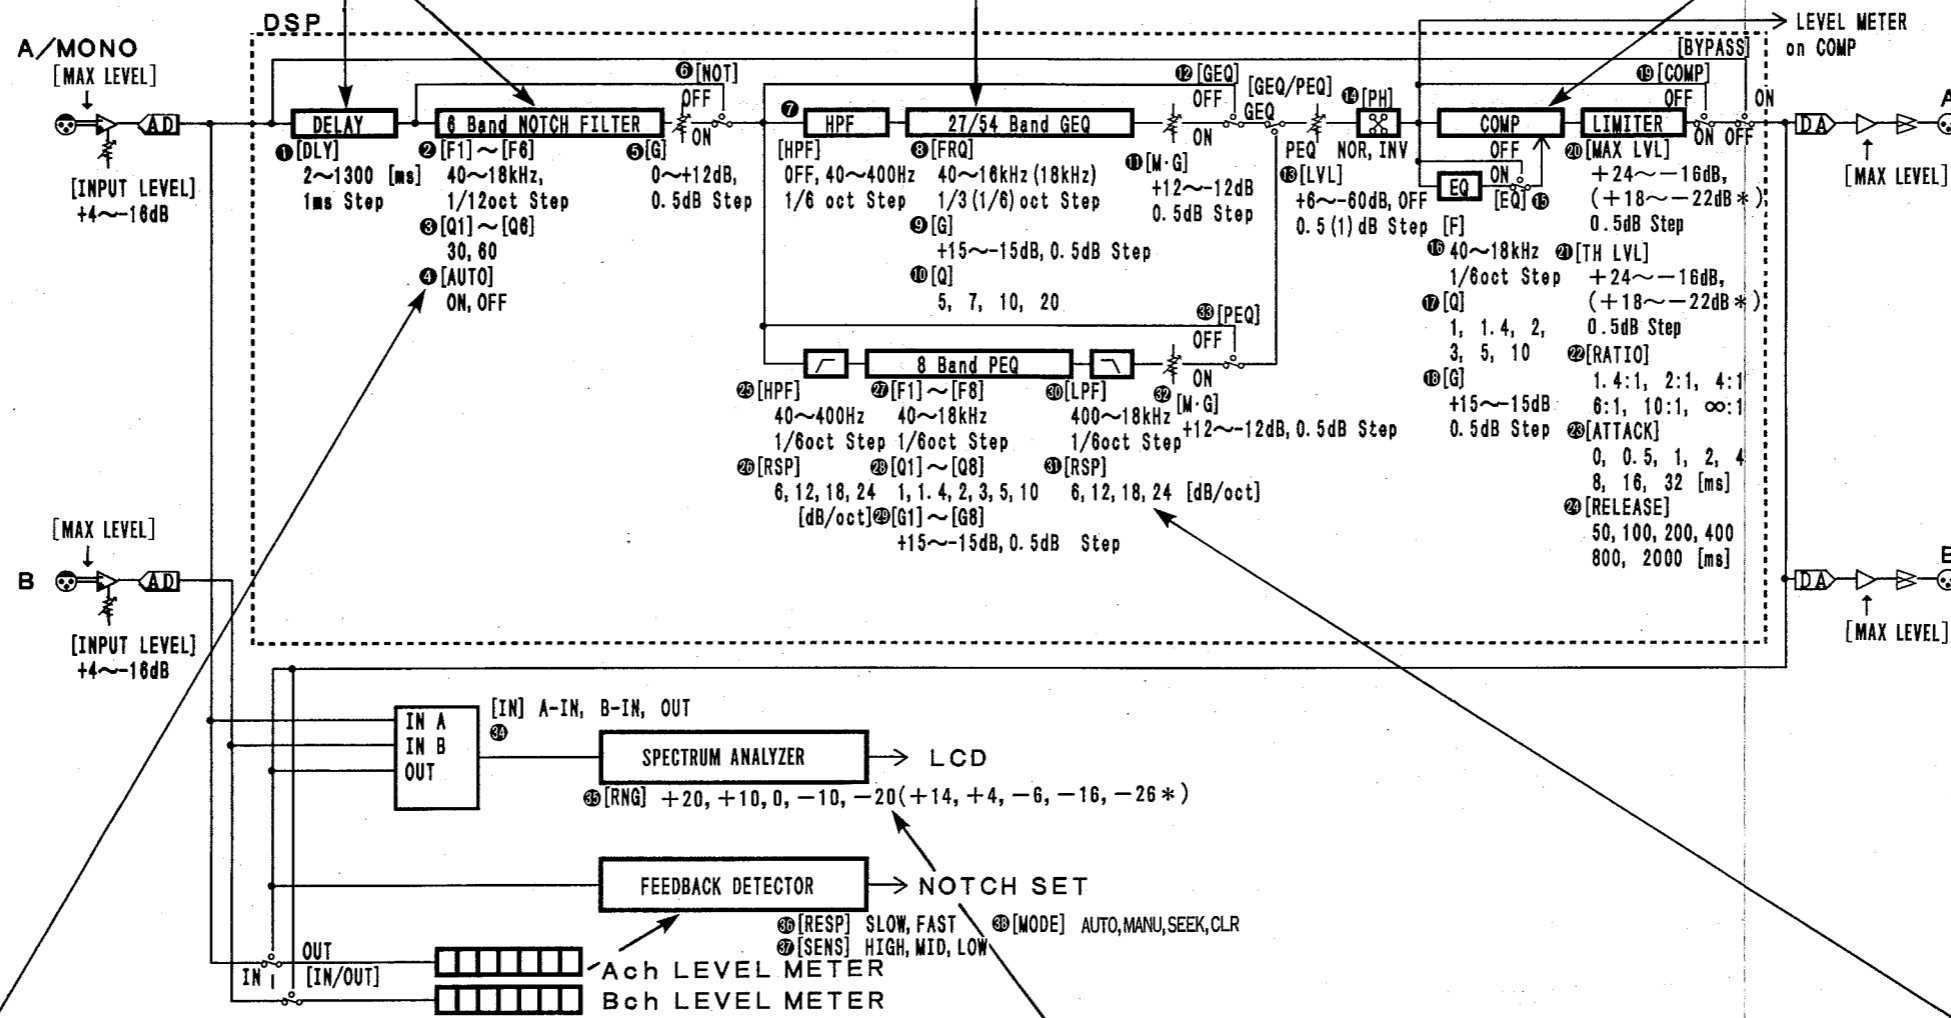 DSP
A/MONO
[MAX LEVEL]
AD
[INPUT LEVEL]
+4〜-16dB
DELAY
❶[DLY]
2〜1300 [ms]
1ms Step
6 Band NOTCH FILTER
❷[F1]〜[F6]
40〜18kHz,
1/12oct Step
❸[Q1]〜[Q6]
30,60
❹[AUTO]
ON,OFF
❺[G]
0〜+12dB,
0.5dB Step
❻[NOT]
OFF
ON
❼
HPF
[HPF]
OFF,40〜400Hz
1/6 oct Step
27/54 Band GEQ
❽[FRQ]
40〜16kHz(18kHz)
1/3(1/6)oct Step
❾[G]
+15〜-15dB,0.5dB Step
❿[Q]
5, 7, 10, 20
⓫[M·G]
+12〜-12dB
0.5dB Step
⓬[GEQ]
OFF
ON
[GEQ/PEQ]
GEQ
PEQ
⓭[LVL]
+6〜-60dB,OFF
0.5(1)dB Step
⓮[PH]
NOR,INV
COMP
EQ
OFF
ON
[EQ]⓯
[F]
⓰40〜18kHz
1/6oct Step
⓱[Q]
1, 1.4, 2,
3, 5, 10
⓲[G]
+15〜-15dB
0.5dB Step
⓳[COMP]
OFF
ON
[BYPASS]
ON
OFF
LEVEL METER
on COMP
LIMITER
⓴[MAX LVL]
+24〜-16dB,
(+18〜-22dB*)
0.5dB Step
㉑[TH LVL]
+24〜-16dB,
(+18〜-22dB*)
0.5dB Step
㉒[RATIO]
1.4:1, 2:1, 4:1
6:1, 10:1, ∞:1
㉓[ATTACK]
0, 0.5, 1, 2, 4
8, 16, 32 [ms]
㉔[RELEASE]
50,100,200,400
800, 2000 [ms]
DA
A
[MAX LEVEL]
㉕[HPF]
40〜400Hz
1/6oct Step
㉖[RSP]
6,12,18,24
[dB/oct]
8 Band PEQ
㉗[F1]〜[F8]
40〜18kHz
1/6oct Step
㉘[Q1]〜[Q8]
1,1.4,2,3,5,10
㉙[G1]〜[G8]
+15〜-15dB,0.5dB Step
㉚[LPF]
400〜18kHz
1/6oct Step
㉛[RSP]
6,12,18,24 [dB/oct]
㉜
[M·G]
+12〜-12dB,0.5dB Step
㉝[PEQ]
OFF
ON
[MAX LEVEL]
B
AD
[INPUT LEVEL]
+4〜-16dB
DA
B
[MAX LEVEL]
IN A
IN B
OUT
[IN] A-IN, B-IN, OUT
㉞
SPECTRUM ANALYZER
LCD
㉟[RNG] +20,+10,0,-10,-20(+14,+4,-6,-16,-26*)
FEEDBACK DETECTOR
NOTCH SET
㊱[RESP] SLOW,FAST
㊲[SENS] HIGH,MID,LOW
㊳[MODE] AUTO,MANU,SEEK,CLR
OUT
IN
[IN/OUT]
Ach LEVEL METER
Bch LEVEL METER